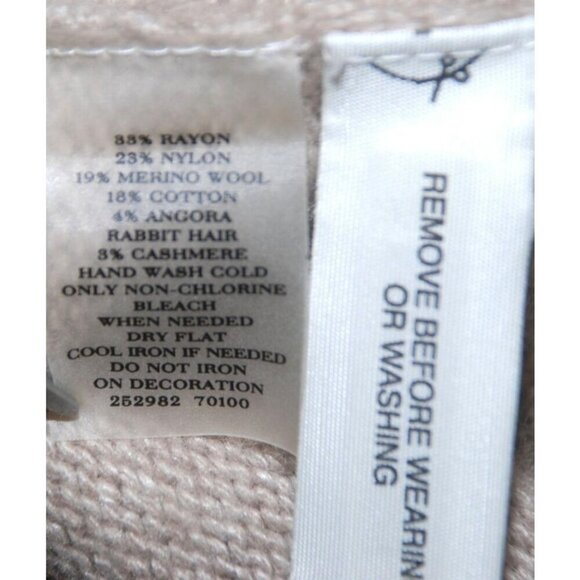 33% RAYON
23% NYLON
19% MERINO WOOL
18% COTTON
4% ANGORA
RABBIT HAIR
3% CASHMERE
HAND WASH COLD
ONLY NON-CHLORINE
BLEACH
WHEN NEEDED
DRY FLAT
COOL IRON IF NEEDED
DO NOT IRON
ON DECORATION
252982 70100
REMOVE BEFORE WEARIN
OR WASHING